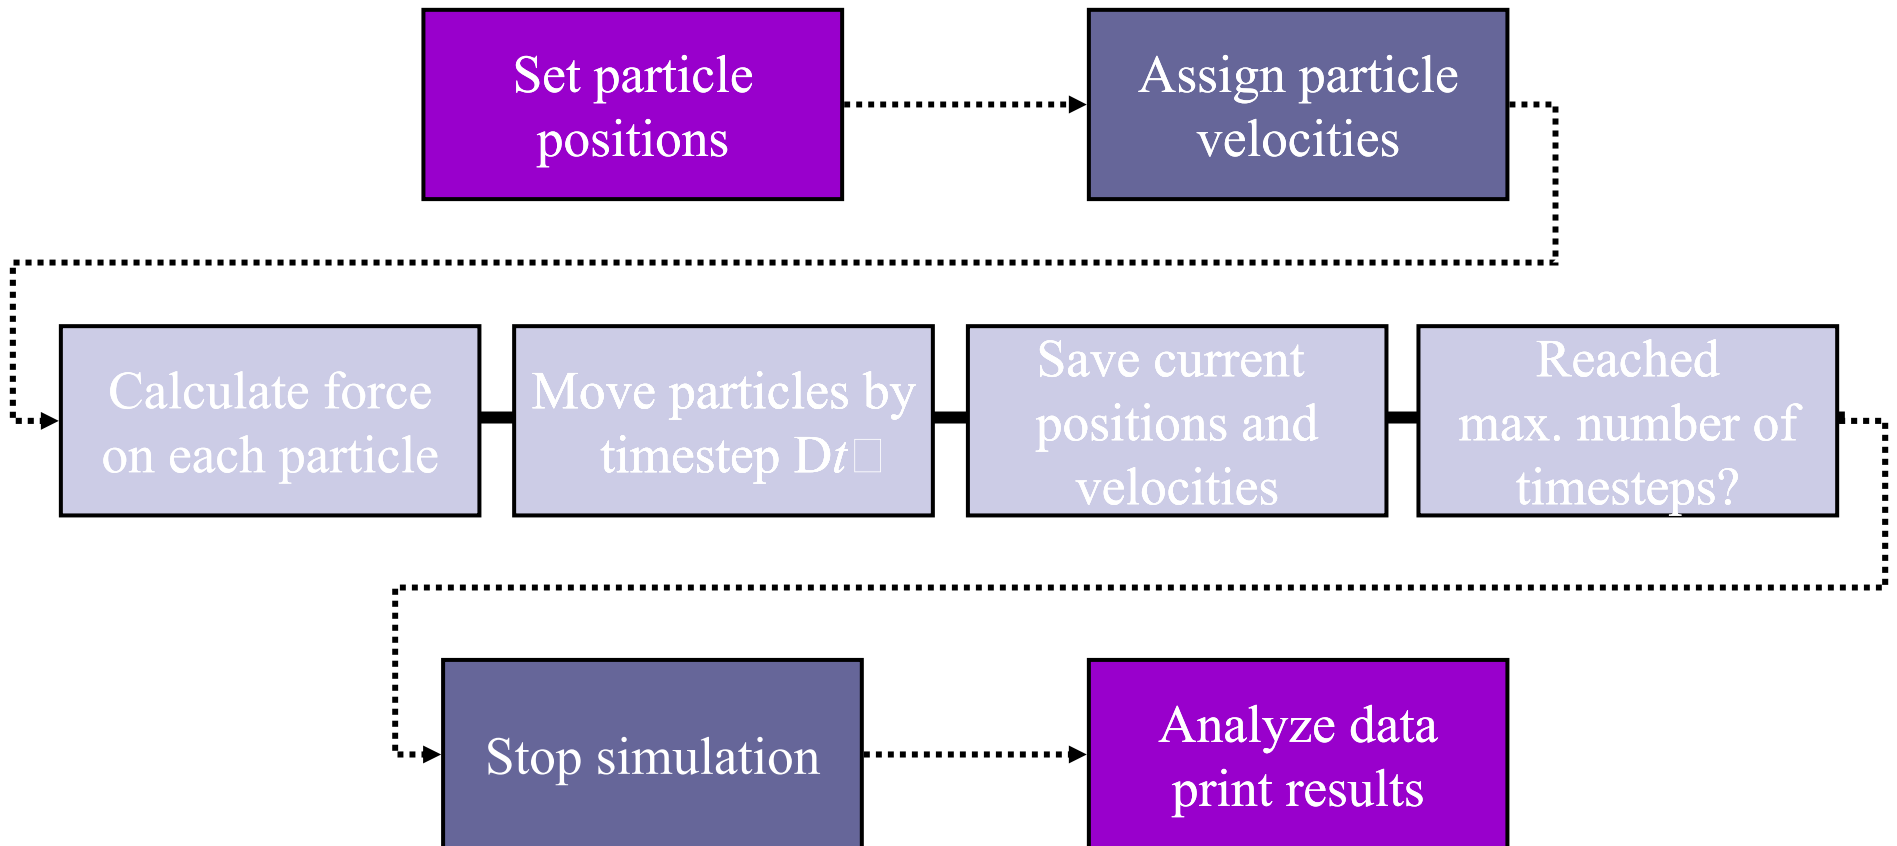 Set particle
positions
Assign particle
velocities
Calculate force
on each particle
Move particles by
timestep Dt□
Save current
positions and
velocities
Reached
max. number of
timesteps?
Stop simulation
Analyze data
print results